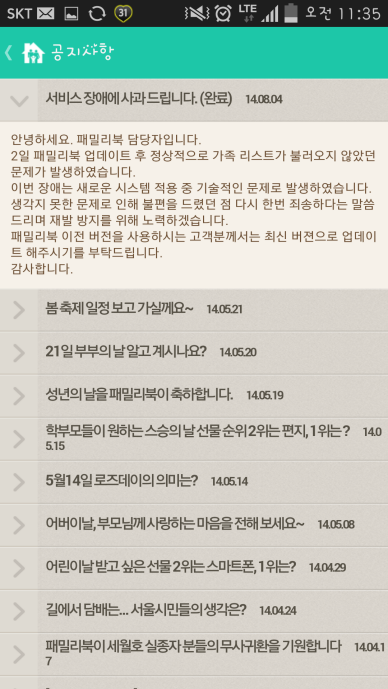 SKT 31 LTE 오전 11:35
공지사항
서비스 장애에 사과 드립니다. (완료) 14.08.04
안녕하세요. 패밀리북 담당자입니다.
2일 패밀리북 업데이트 후 정상적으로 가족 리스트가 불러오지 않았던
문제가 발생하였습니다.
이번 장애는 새로운 시스템 적용 중 기술적인 문제로 발생하였습니다.
생각지 못한 문제로 인해 불편을 드렸던 점 다시 한번 죄송하다는 말씀
드리며 재발 방지를 위해 노력하겠습니다.
패밀리북 이전 버전을 사용하시는 고객분께서는 최신 버젼으로 업데이
트 해주시기를 부탁드립니다.
감사합니다.
봄 축제 일정 보고 가실께요~ 14.05.21
21일 부부의 날 알고 계시나요? 14.05.20
성년의 날을 패밀리북이 축하합니다. 14.05.19
학부모들이 원하는 스승의 날 선물 순위 2위는 편지, 1위는? 14.0
5.15
5월14일 로즈데이의 의미는? 14.05.14
어버이날, 부모님께 사랑하는 마음을 전해 보세요~ 14.05.08
어린이날 받고 싶은 선물 2위는 스마트폰, 1위는? 14.04.29
길에서 담배는... 서울시민들의 생각은? 14.04.24
패밀리북이 세월호 실종자 분들의 무사귀환을 기원합니다 14.04.1
7